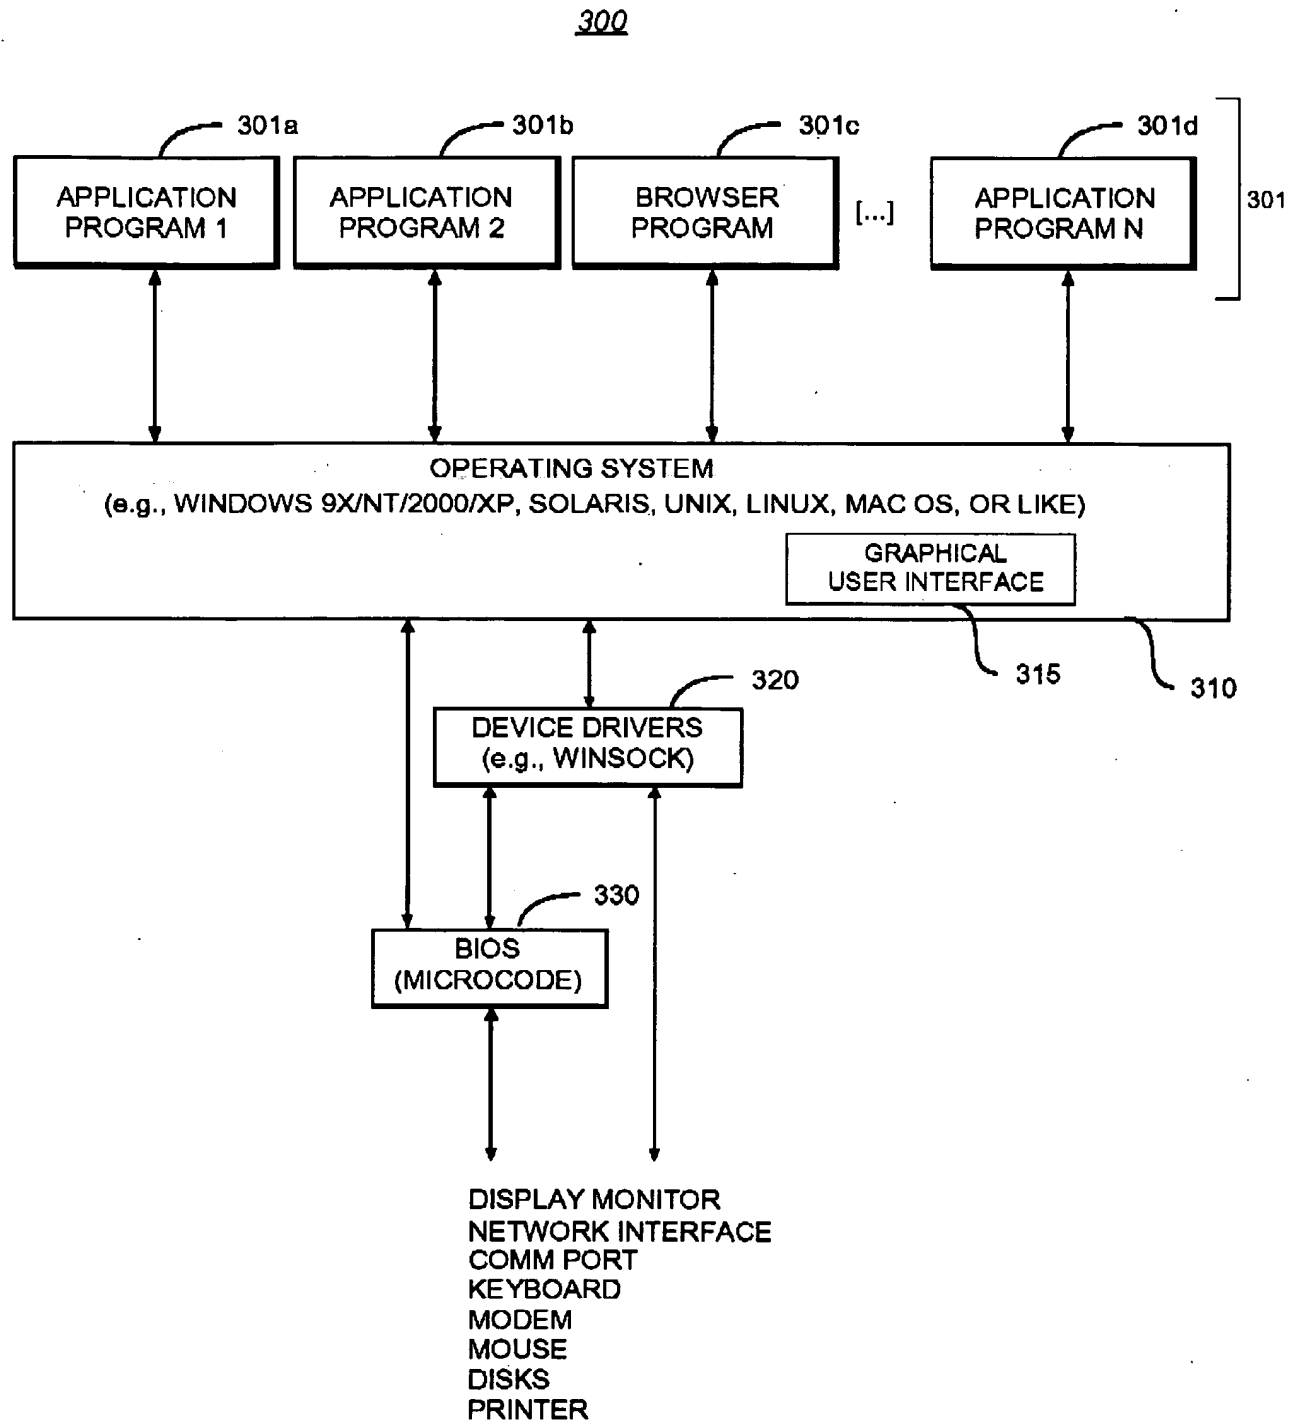 300
301a
301b
301c
301d
APPLICATION
PROGRAM 1
APPLICATION
PROGRAM 2
BROWSER
PROGRAM
[...]
APPLICATION
PROGRAM N
301
OPERATING SYSTEM
(e.g., WINDOWS 9X/NT/2000/XP, SOLARIS, UNIX, LINUX, MAC OS, OR LIKE)
GRAPHICAL
USER INTERFACE
315
310
320
DEVICE DRIVERS
(e.g., WINSOCK)
330
BIOS
(MICROCODE)
DISPLAY MONITOR
NETWORK INTERFACE
COMM PORT
KEYBOARD
MODEM
MOUSE
DISKS
PRINTER